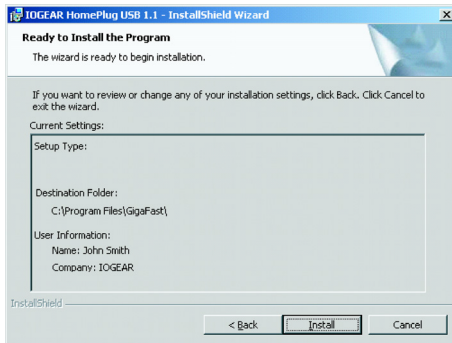 IOGEAR HomePlug USB 1.1 - InstallShield Wizard
Ready to Install the Program
The wizard is ready to begin installation.
If you want to review or change any of your installation settings, click Back. Click Cancel to
exit the wizard.
Current Settings:
Setup Type:
Destination Folder:
C:\Program Files\GigaFast\
User Information:
Name: John Smith
Company: IOGEAR
InstallShield
< Back
Install
Cancel